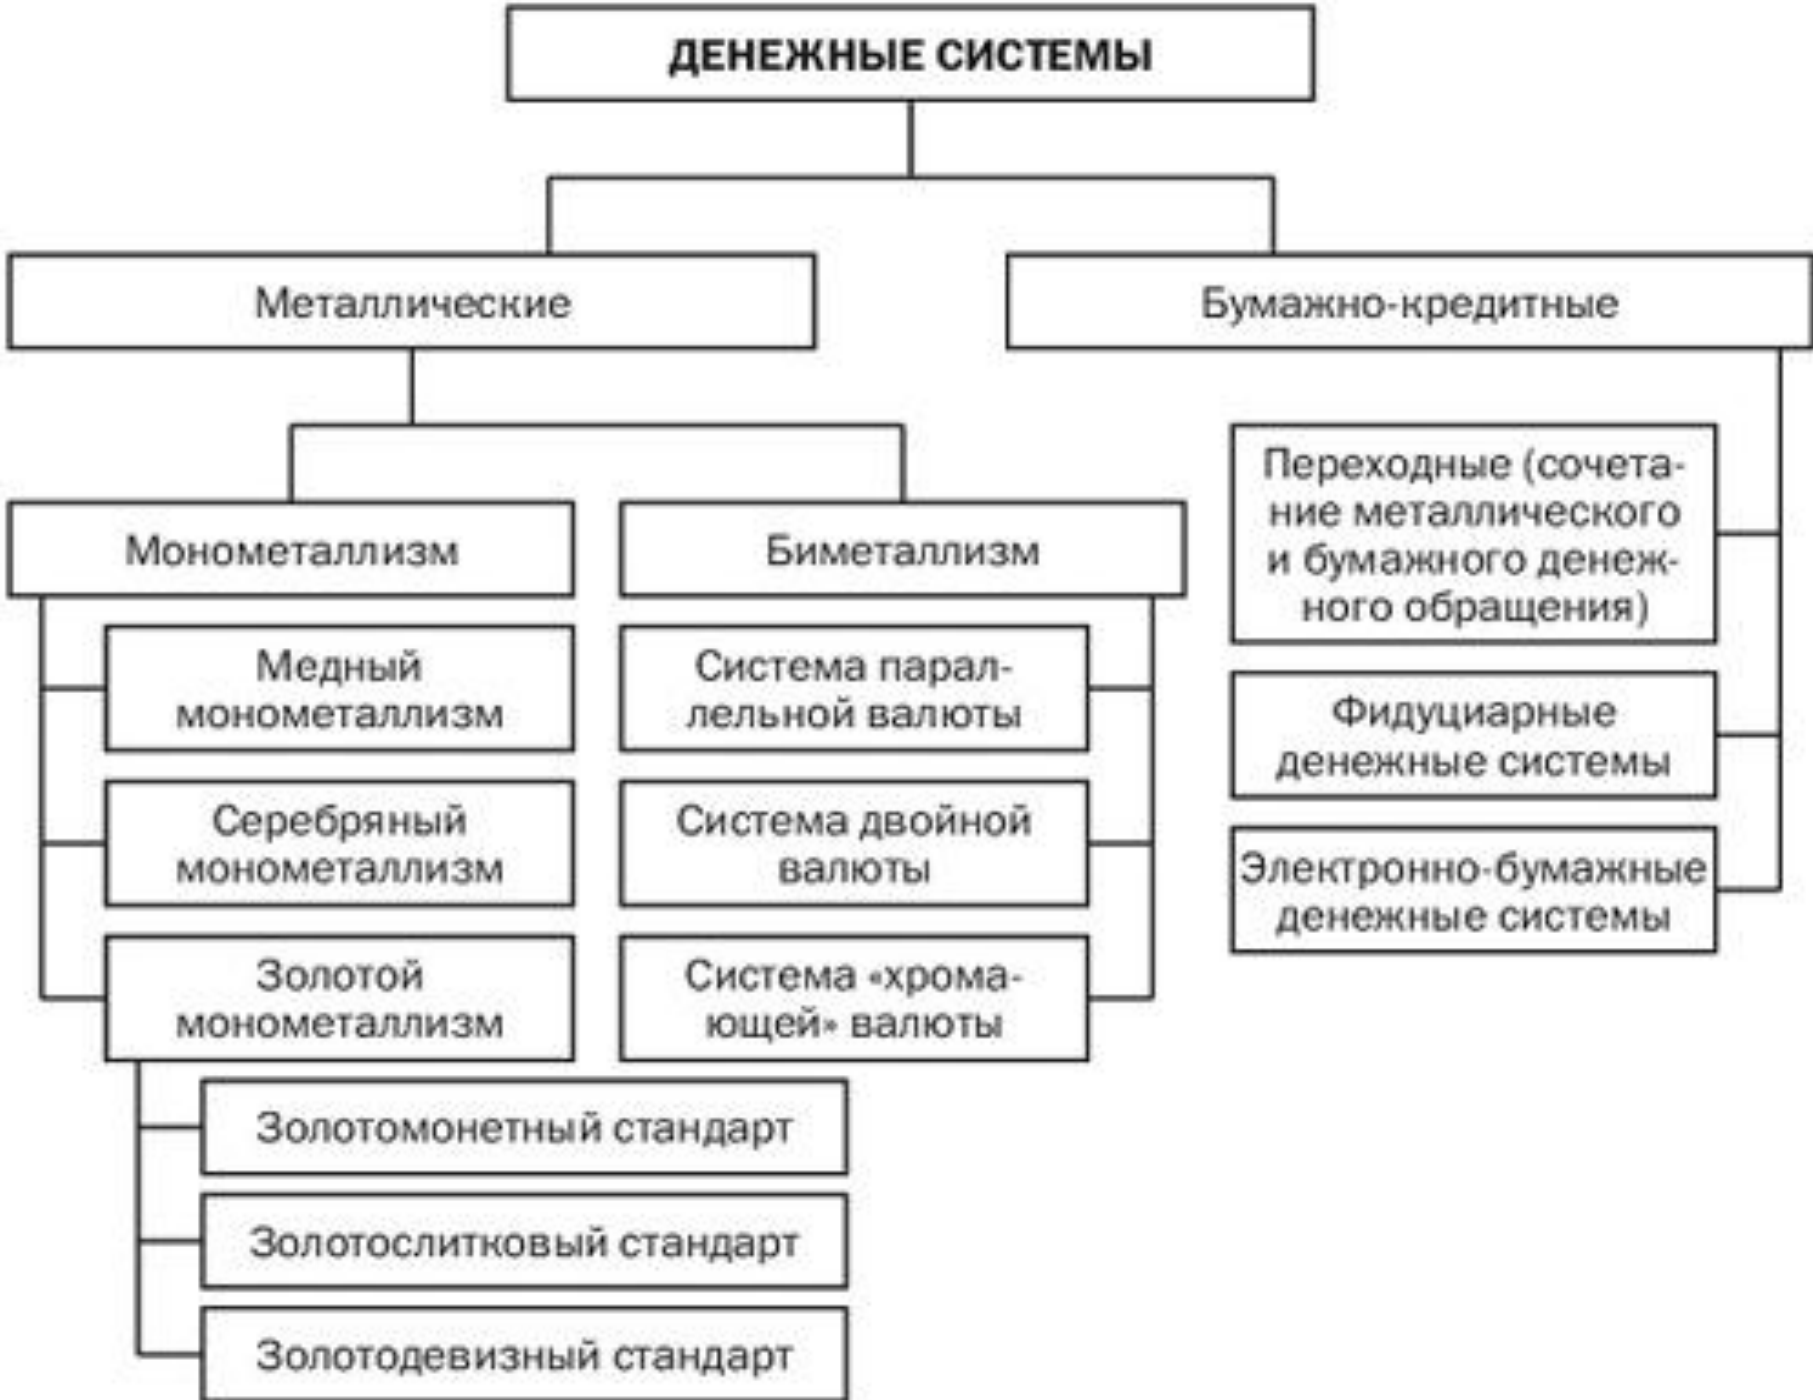 ДЕНЕЖНЫЕ СИСТЕМЫ
Металлические
Бумажно-кредитные
Монометаллизм
Медный
монометаллизм
Серебряный
монометаллизм
Золотой
монометаллизм
Золотомонетный стандарт
Золотослитковый стандарт
Золотодевизный стандарт
Биметаллизм
Система парал-
лельной валюты
Система двойной
валюты
Система «хрома-
ющей» валюты
Переходные (сочета-
ние металлического
и бумажного денеж-
ного обращения)
Фидуциарные
денежные системы
Электронно-бумажные
денежные системы